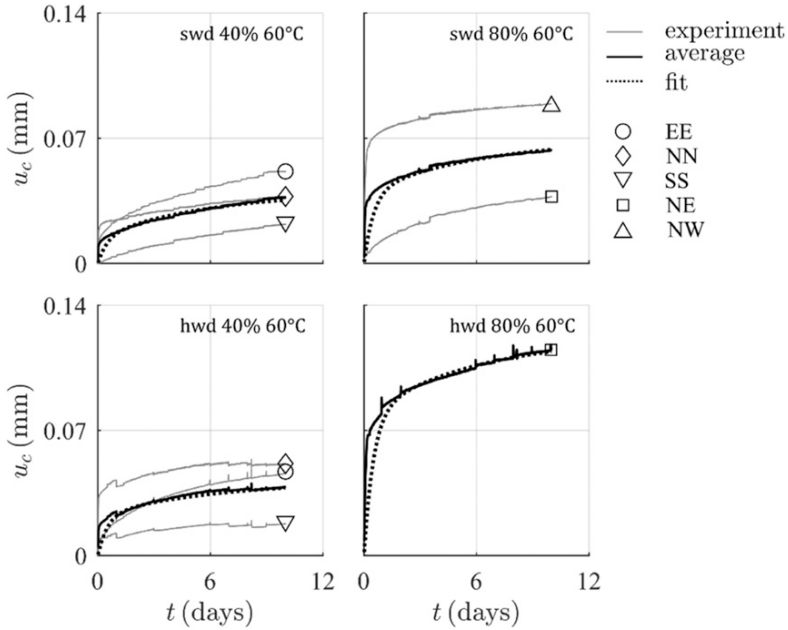 swd 40% 60°C
0.14
0.07
0
u_c (mm)
swd 80% 60°C
experiment
average
fit
EE
NN
SS
NE
NW
hwd 40% 60°C
0.14
0.07
0
u_c (mm)
0
6
12
t (days)
hwd 80% 60°C
0
6
12
t (days)